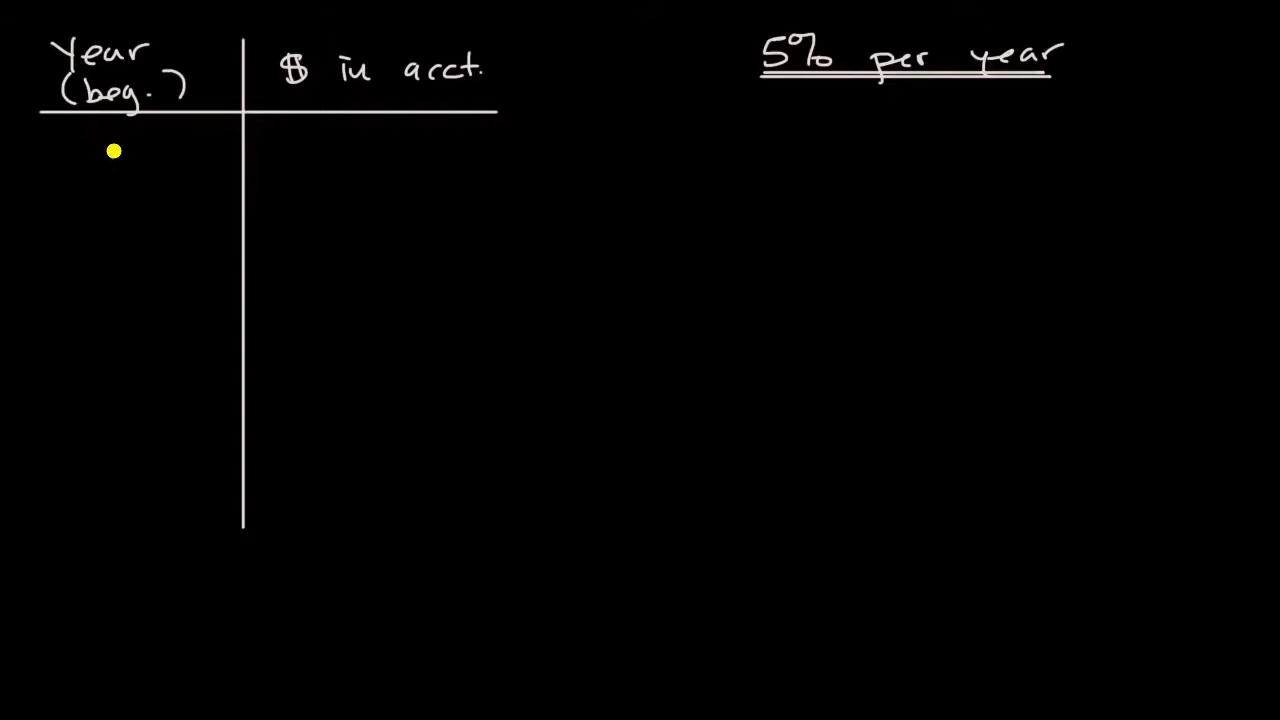 Year
(beg.)
$ in acct.
5% per year